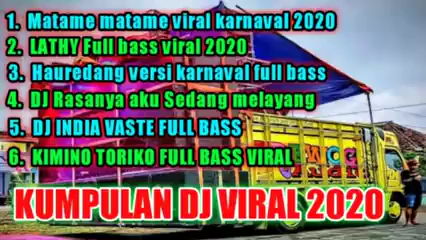 1. Matame matame viral karnaval 2020
2. LATHY Full bass viral 2020
3. Hauredang versi karnaval full bass
4. DJ Rasanya aku Sedang melayang
5. DJ INDIA VASTE FULL BASS
6. KIMINO TORIKO FULL BASS VIRAL
KUMPULAN DJ VIRAL 2020